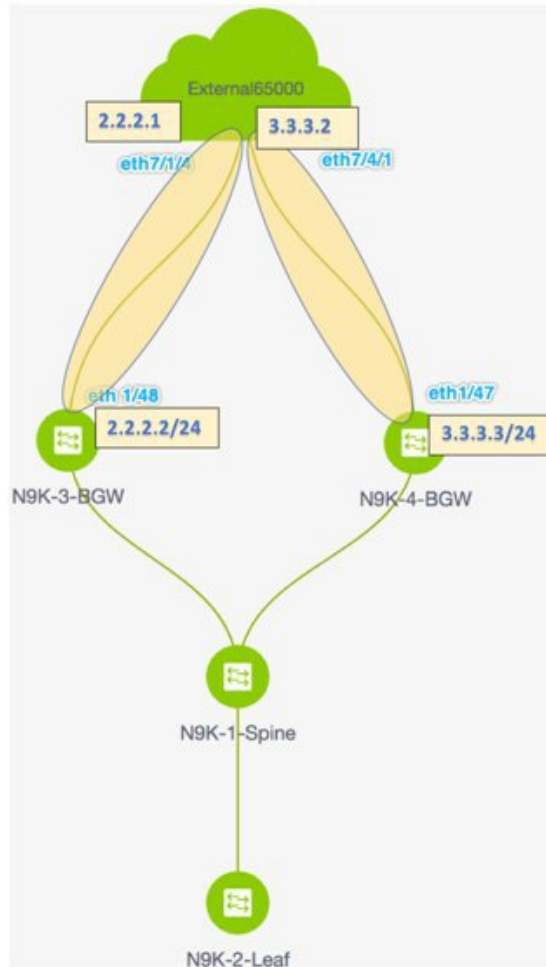 External65000
2.2.2.1
3.3.3.2
eth7/1/4
eth7/4/1
eth 1/48
eth1/47
2.2.2.2/24
3.3.3.3/24
N9K-3-BGW
N9K-4-BGW
N9K-1-Spine
N9K-2-Leaf